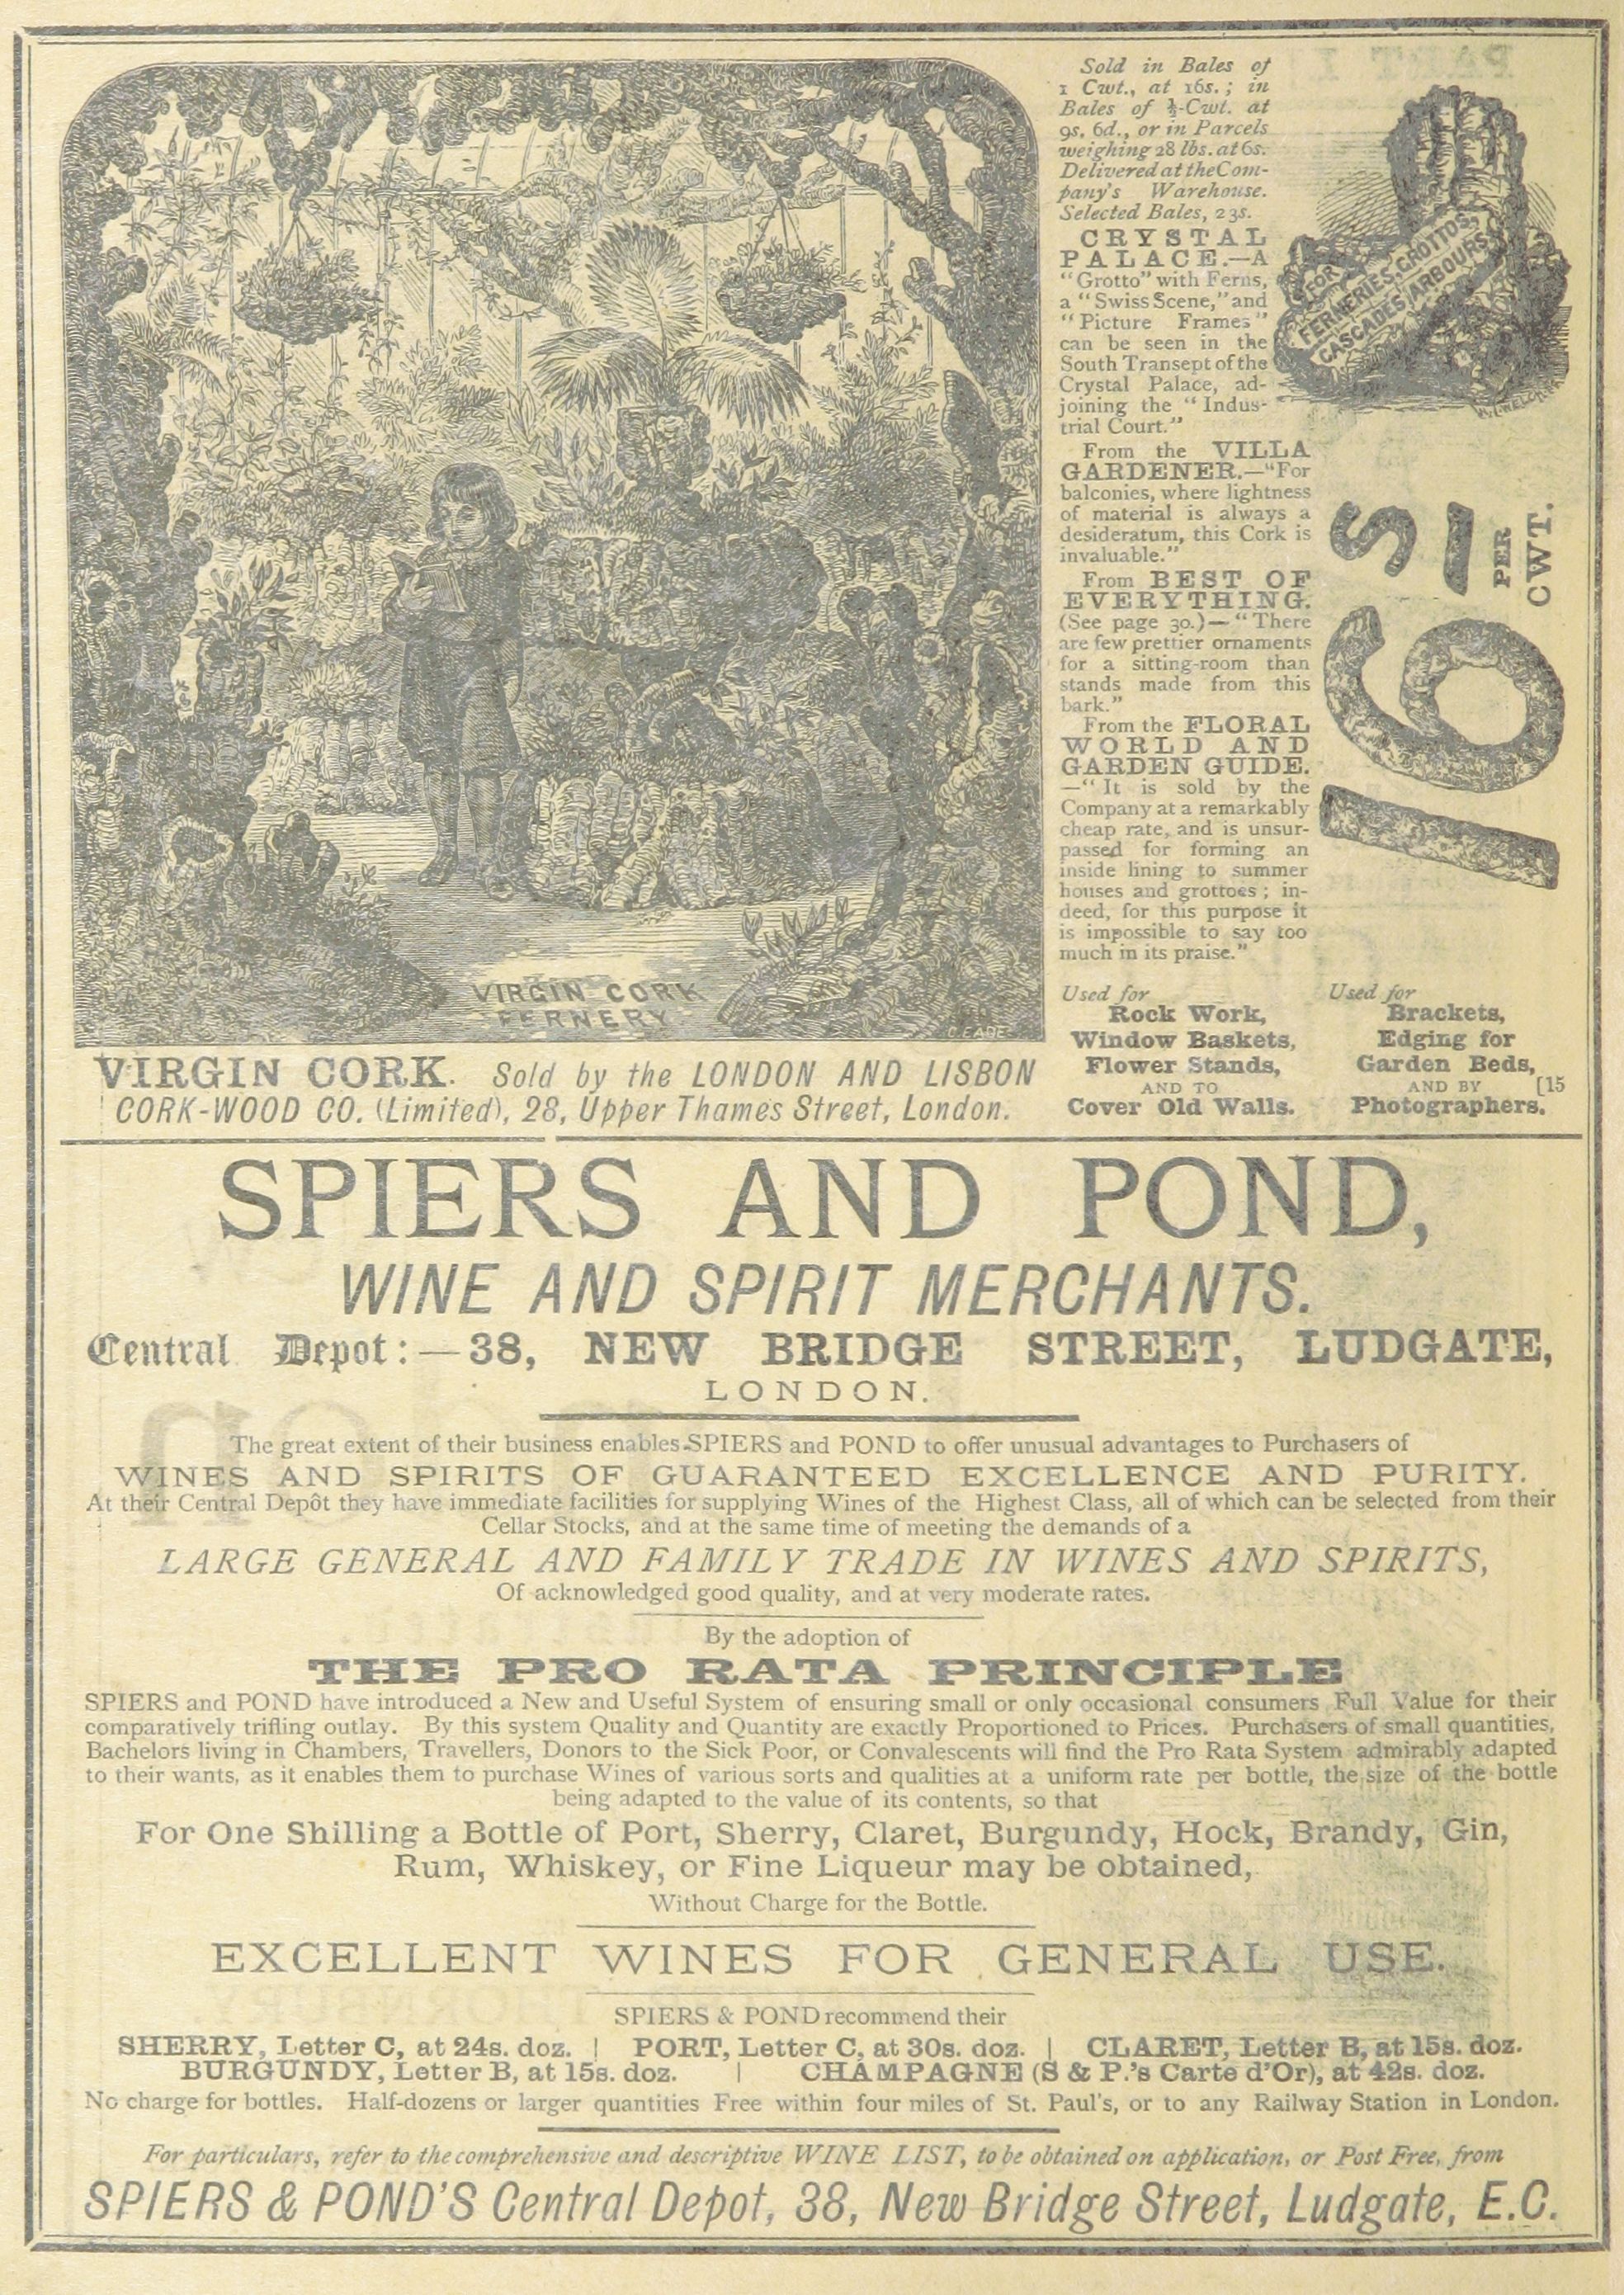 VIRGIN CORK
FERNERY
VIRGIN CORK. Sold by the LONDON AND LISBON
CORK-WOOD CO. (Limited), 28, Upper Thames Street, London.
Sold in Bales of
1 Cwt., at 16s.; in
Bales of ½-Cwt. at
9s. 6d., or in Parcels
weighing 28 lbs. at 6s.
Delivered at the Com-
pany's Warehouse.
Selected Bales, 23s.
CRYSTAL
PALACE.—A
"Grotto" with Ferns,
a "Swiss Scene," and
"Picture Frames"
can be seen in the
South Transept of the
Crystal Palace, ad-
joining the "Indus-
trial Court."
From the VILLA
GARDENER.—"For
balconies, where lightness
of material is always a
desideratum, this Cork is
invaluable."
From BEST OF
EVERYTHING.
(See page 30.)—"There
are few prettier ornaments
for a sitting-room than
stands made from this
bark."
From the FLORAL
WORLD AND
GARDEN GUIDE.
—"It is sold by the
Company at a remarkably
cheap rate, and is unsur-
passed for forming an
inside lining to summer
houses and grottoes; in-
deed, for this purpose it
is impossible to say too
much in its praise."
FOR
FERNERIES, GROTTOS,
CASCADES, ARBOURS
16S PER
CWT.
Used for
Rock Work,
Window Baskets,
Flower Stands,
AND TO
Cover Old Walls.
Used for
Brackets,
Edging for
Garden Beds,
AND BY [15
Photographers.
SPIERS AND POND,
WINE AND SPIRIT MERCHANTS.
Central Depot:—38, NEW BRIDGE STREET, LUDGATE,
LONDON.
The great extent of their business enables SPIERS and POND to offer unusual advantages to Purchasers of
WINES AND SPIRITS OF GUARANTEED EXCELLENCE AND PURITY.
At their Central Depôt they have immediate facilities for supplying Wines of the Highest Class, all of which can be selected from their
Cellar Stocks, and at the same time of meeting the demands of a
LARGE GENERAL AND FAMILY TRADE IN WINES AND SPIRITS,
Of acknowledged good quality, and at very moderate rates.
By the adoption of
THE PRO RATA PRINCIPLE
SPIERS and POND have introduced a New and Useful System of ensuring small or only occasional consumers Full Value for their
comparatively trifling outlay. By this system Quality and Quantity are exactly Proportioned to Prices. Purchasers of small quantities,
Bachelors living in Chambers, Travellers, Donors to the Sick Poor, or Convalescents will find the Pro Rata System admirably adapted
to their wants, as it enables them to purchase Wines of various sorts and qualities at a uniform rate per bottle, the size of the bottle
being adapted to the value of its contents, so that
For One Shilling a Bottle of Port, Sherry, Claret, Burgundy, Hock, Brandy, Gin,
Rum, Whiskey, or Fine Liqueur may be obtained,
Without Charge for the Bottle.
EXCELLENT WINES FOR GENERAL USE.
SPIERS & POND recommend their
SHERRY, Letter C, at 24s. doz. | PORT, Letter C, at 30s. doz. | CLARET, Letter B, at 15s. doz.
BURGUNDY, Letter B, at 15s. doz. | CHAMPAGNE (S & P.'s Carte d'Or), at 42s. doz.
No charge for bottles. Half-dozens or larger quantities Free within four miles of St. Paul's, or to any Railway Station in London.
For particulars, refer to the comprehensive and descriptive WINE LIST, to be obtained on application, or Post Free, from
SPIERS & POND'S Central Depot, 38, New Bridge Street, Ludgate, E.C.